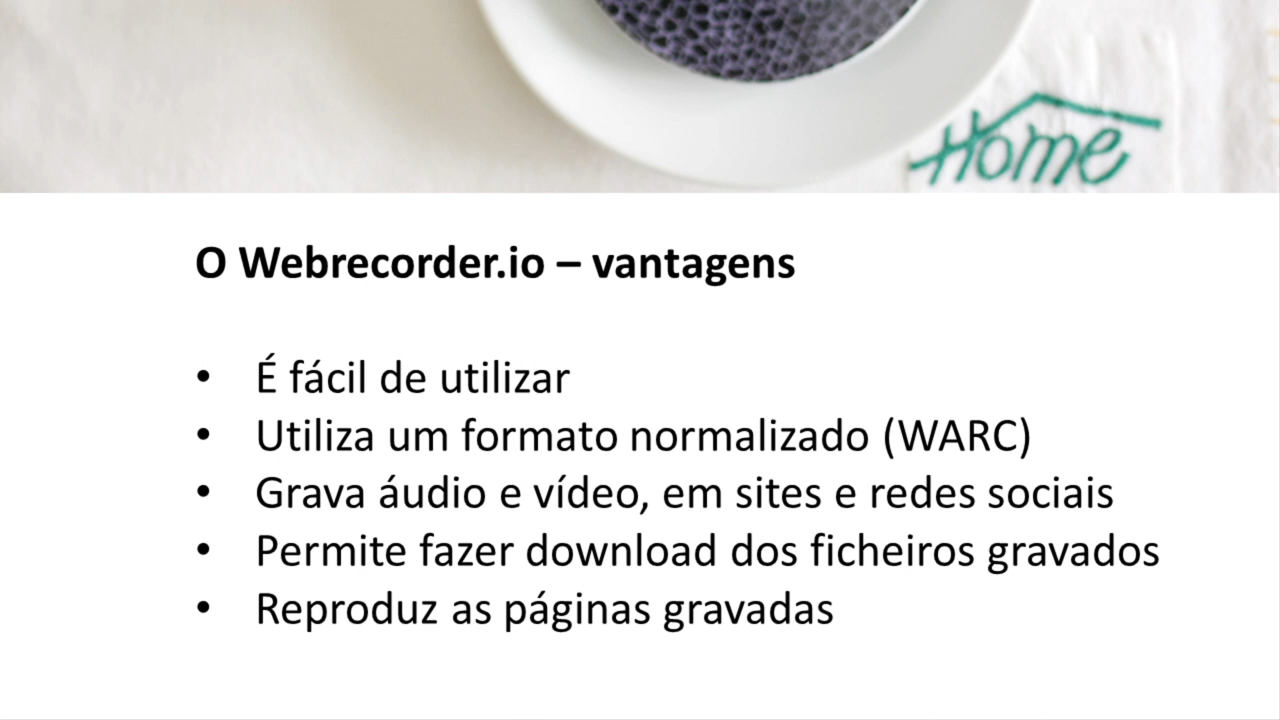 Home
O Webrecorder.io – vantagens
• É fácil de utilizar
• Utiliza um formato normalizado (WARC)
• Grava áudio e vídeo, em sites e redes sociais
• Permite fazer download dos ficheiros gravados
• Reproduz as páginas gravadas